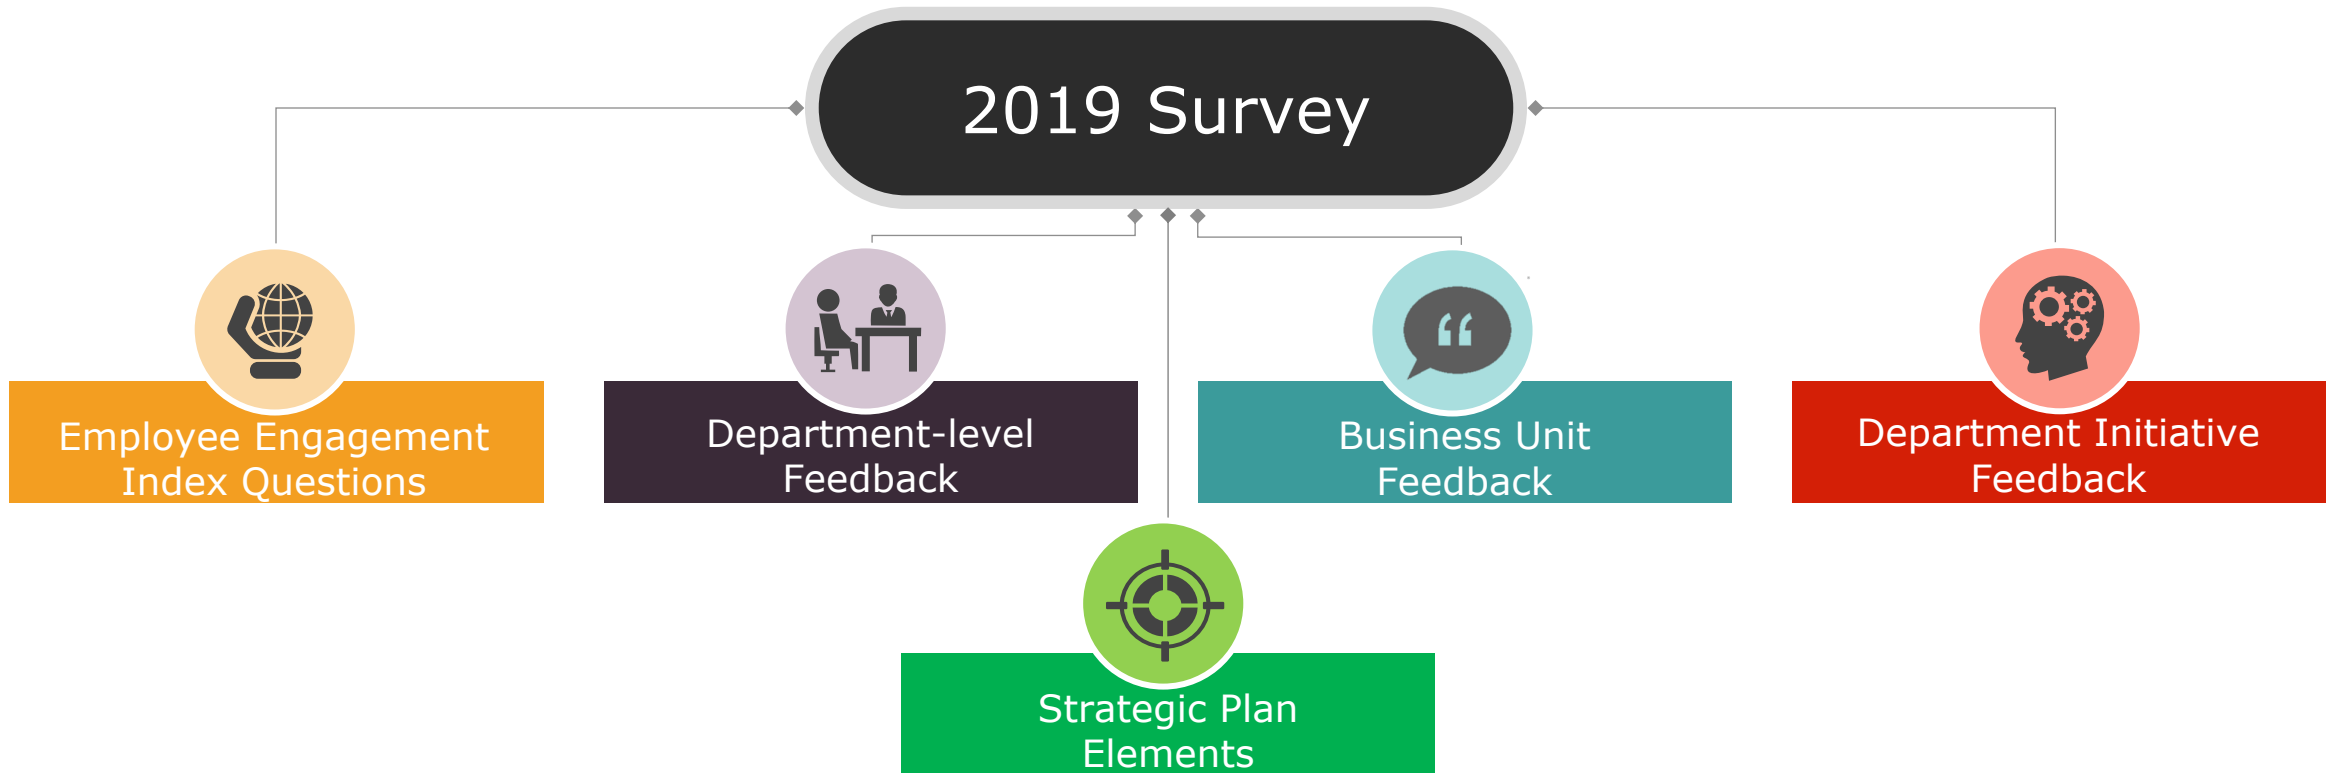 2019 Survey
Employee Engagement
Index Questions
Department-level
Feedback
Business Unit
Feedback
Department Initiative
Feedback
Strategic Plan
Elements